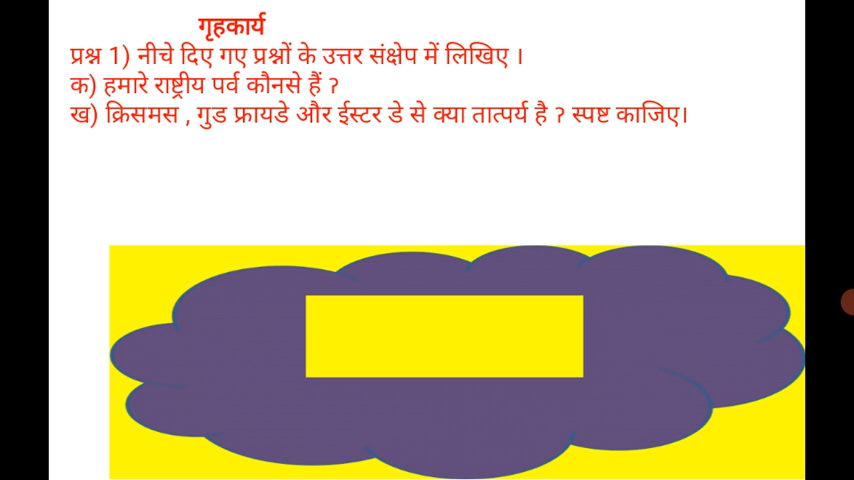 गृहकार्य
प्रश्न 1) नीचे दिए गए प्रश्नों के उत्तर संक्षेप में लिखिए ।
क) हमारे राष्ट्रीय पर्व कौनसे हैं ?
ख) क्रिसमस , गुड फ्रायडे और ईस्टर डे से क्या तात्पर्य है ? स्पष्ट काजिए।